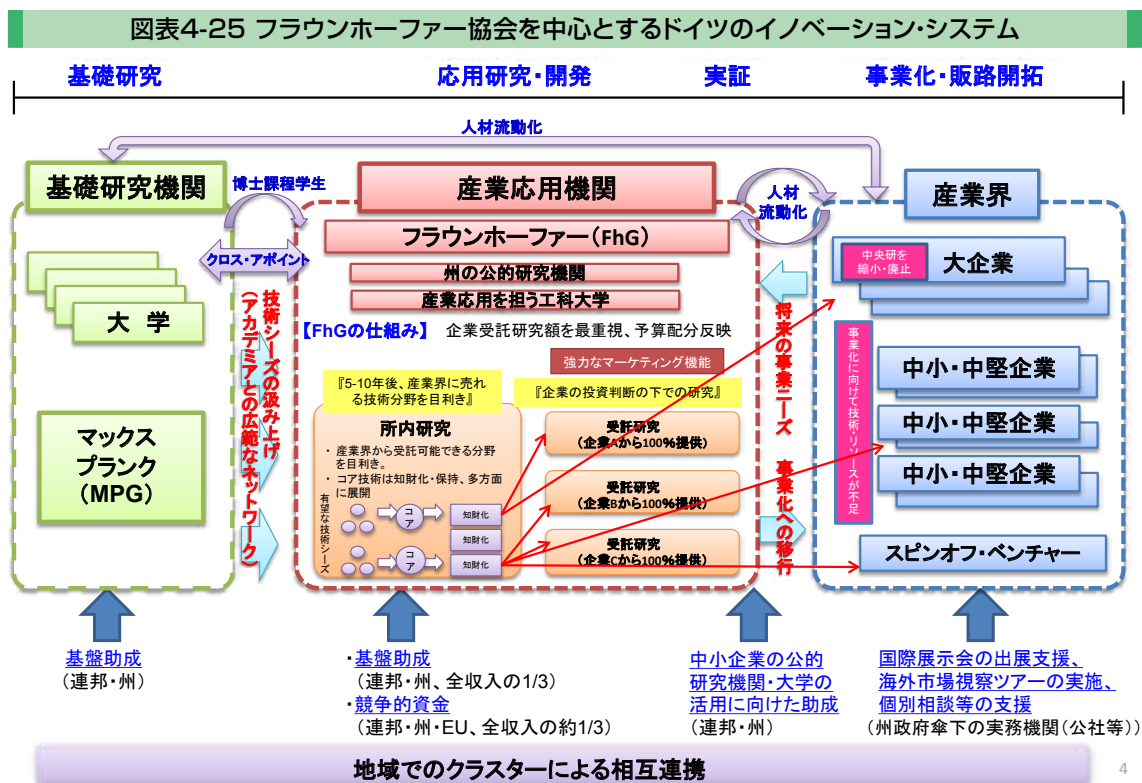 図表4-25 フラウンホーファー協会を中心とするドイツのイノベーション・システム
基礎研究
応用研究・開発
実証
事業化・販路開拓
人材流動化
基礎研究機関
博士課程学生
産業応用機関
人材
流動化
産業界
クロス・アポイント
フラウンホーファー(FhG)
州の公的研究機関
産業応用を担う工科大学
中央研を
縮小・廃止
大企業
大 学
マックス
プランク
(MPG)
技術シーズの汲み上げ
(アカデミアとの広範なネットワーク)
【FhGの仕組み】 企業受託研究額を最重視、予算配分反映
強力なマーケティング機能
『5-10年後、産業界に売れ
る技術分野を目利き』
『企業の投資判断の下での研究』
所内研究
・ 産業界から受託可能できる分野
を目利き。
・ コア技術は知財化・保持、多方面
に展開
有望な技術シーズ
コア
知財化
知財化
コア
知財化
受託研究
(企業Aから100%提供)
受託研究
(企業Bから100%提供)
受託研究
(企業Cから100%提供)
将来の事業ニーズ
事業化への移行
事業化に向けて技術・リソースが不足
中小・中堅企業
中小・中堅企業
中小・中堅企業
スピンオフ・ベンチャー
基盤助成
(連邦・州)
・基盤助成
(連邦・州、全収入の1/3)
・競争的資金
(連邦・州・EU、全収入の約1/3)
中小企業の公的
研究機関・大学の
活用に向けた助成
(連邦・州)
国際展示会の出展支援、
海外市場視察ツアーの実施、
個別相談等の支援
(州政府傘下の実務機関(公社等))
地域でのクラスターによる相互連携
4